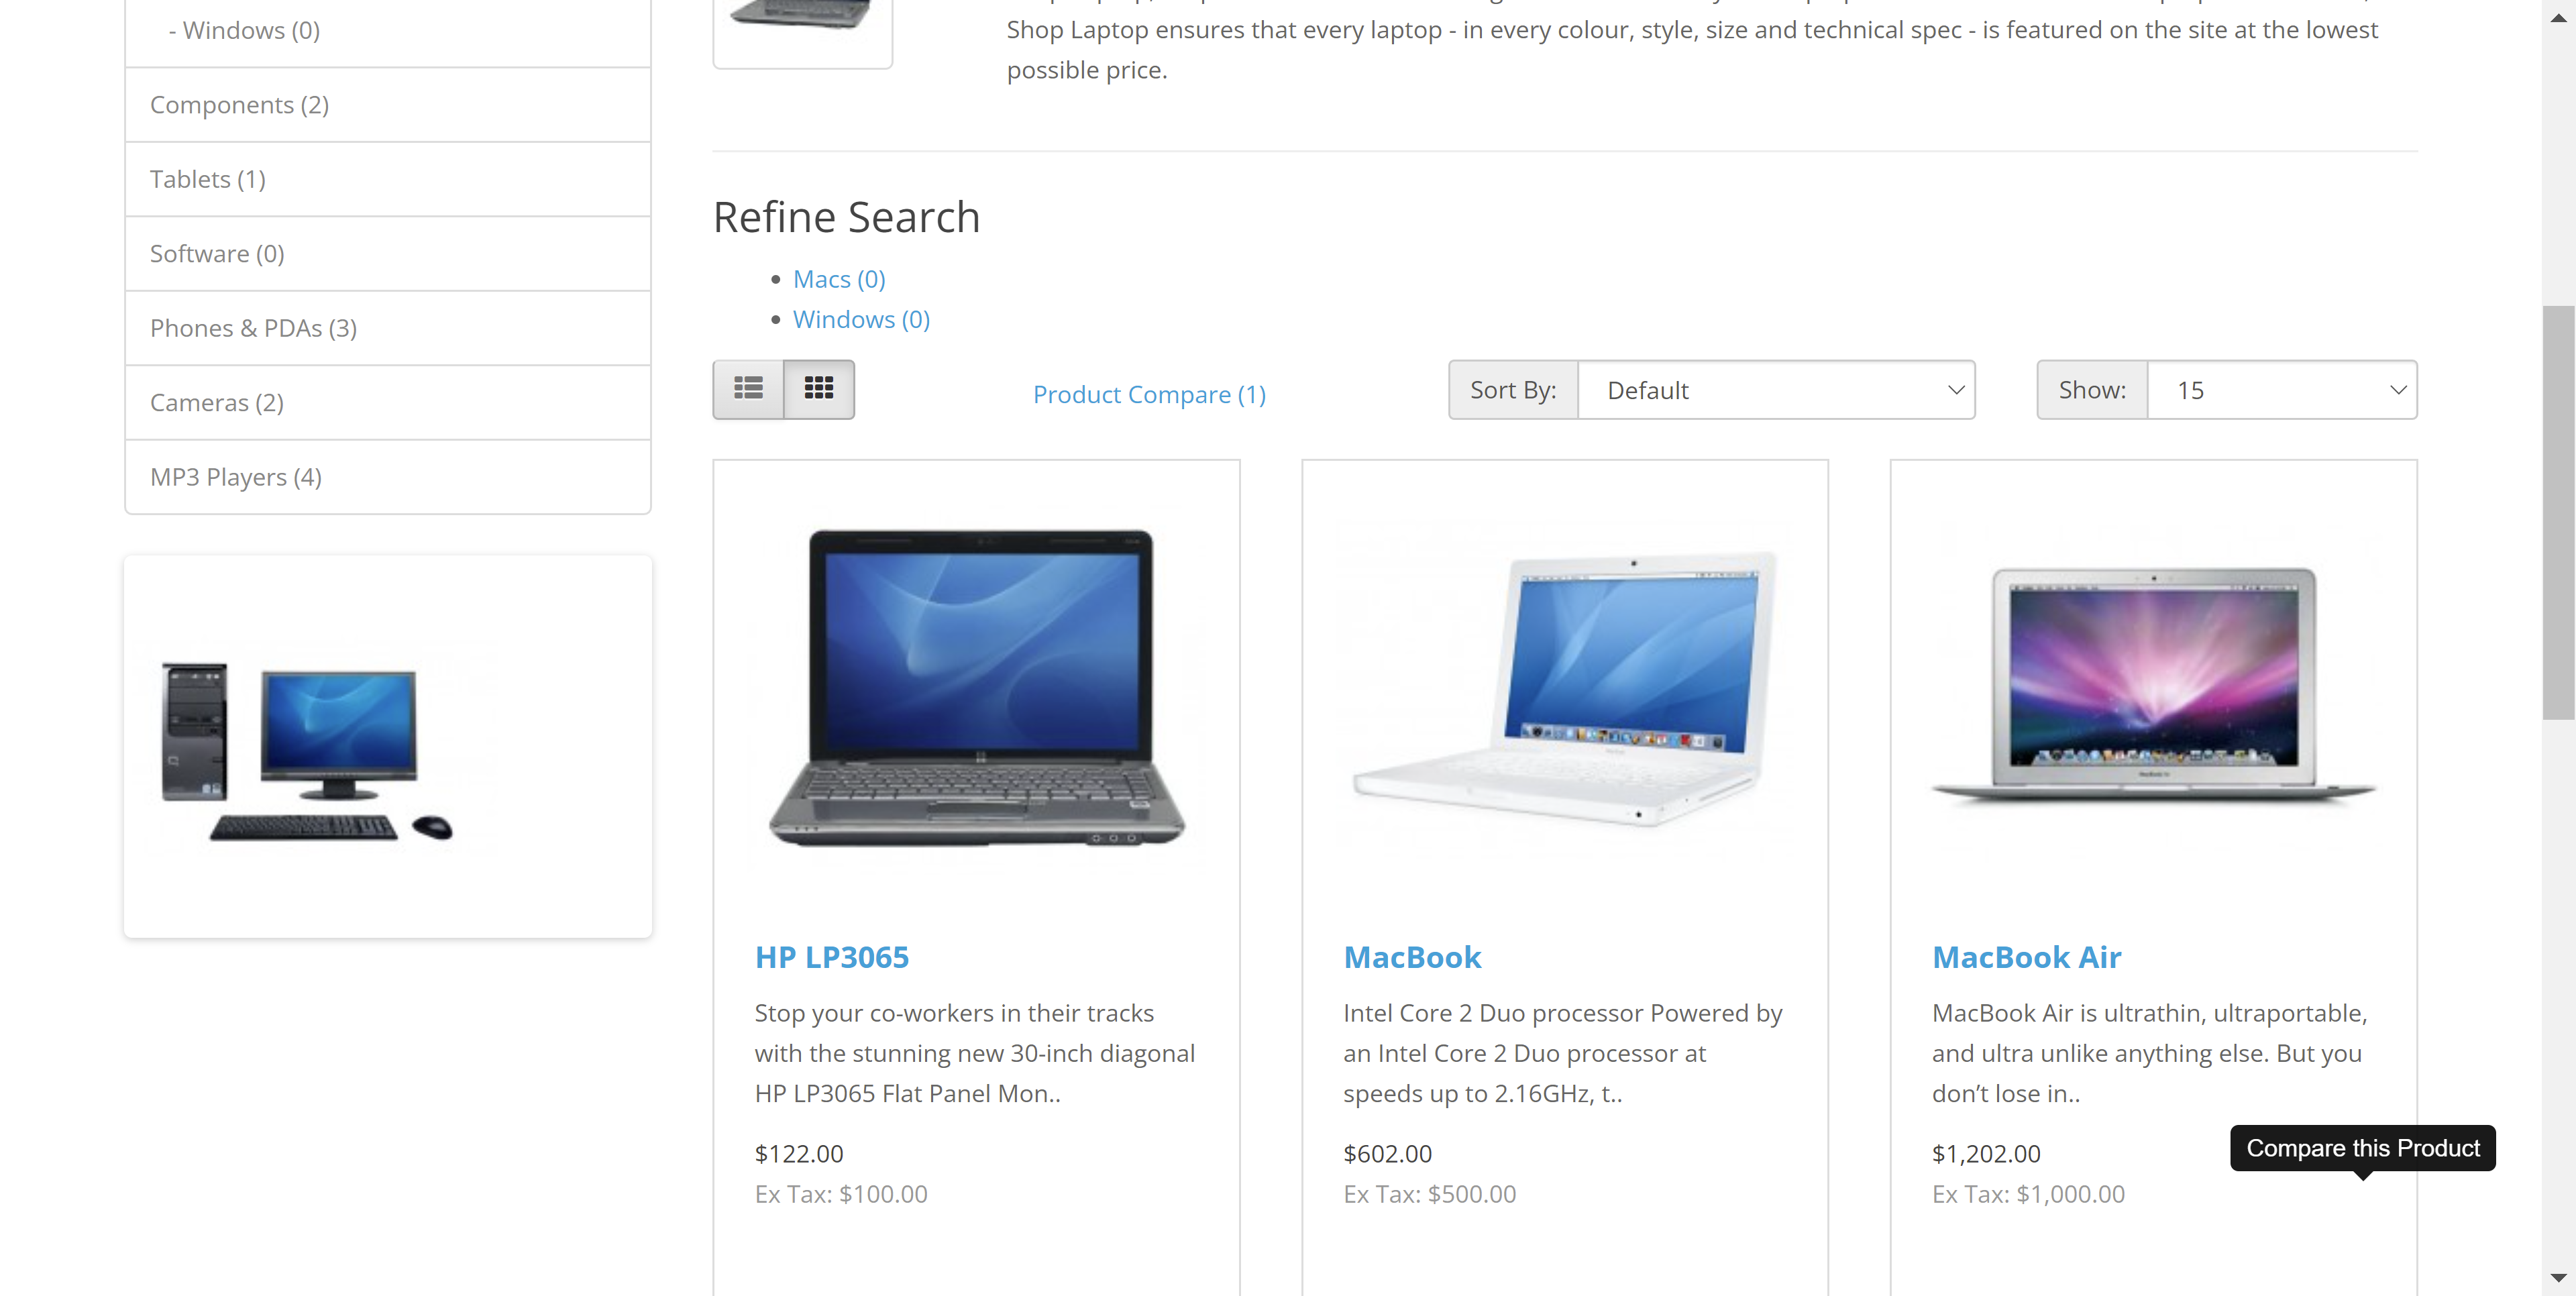 - Windows (0)
Components (2)
Tablets (1)
Software (0)
Phones & PDAs (3)
Cameras (2)
MP3 Players (4)
Shop Laptop ensures that every laptop - in every colour, style, size and technical spec - is featured on the site at the lowest
possible price.
Refine Search
Macs (0)
Windows (0)
Product Compare (1)
Sort By: Default
Show: 15
HP LP3065
Stop your co-workers in their tracks
with the stunning new 30-inch diagonal
HP LP3065 Flat Panel Mon..
$122.00
Ex Tax: $100.00
MacBook
Intel Core 2 Duo processor Powered by
an Intel Core 2 Duo processor at
speeds up to 2.16GHz, t..
$602.00
Ex Tax: $500.00
MacBook Air
MacBook Air is ultrathin, ultraportable,
and ultra unlike anything else. But you
don’t lose in..
$1,202.00
Ex Tax: $1,000.00
Compare this Product